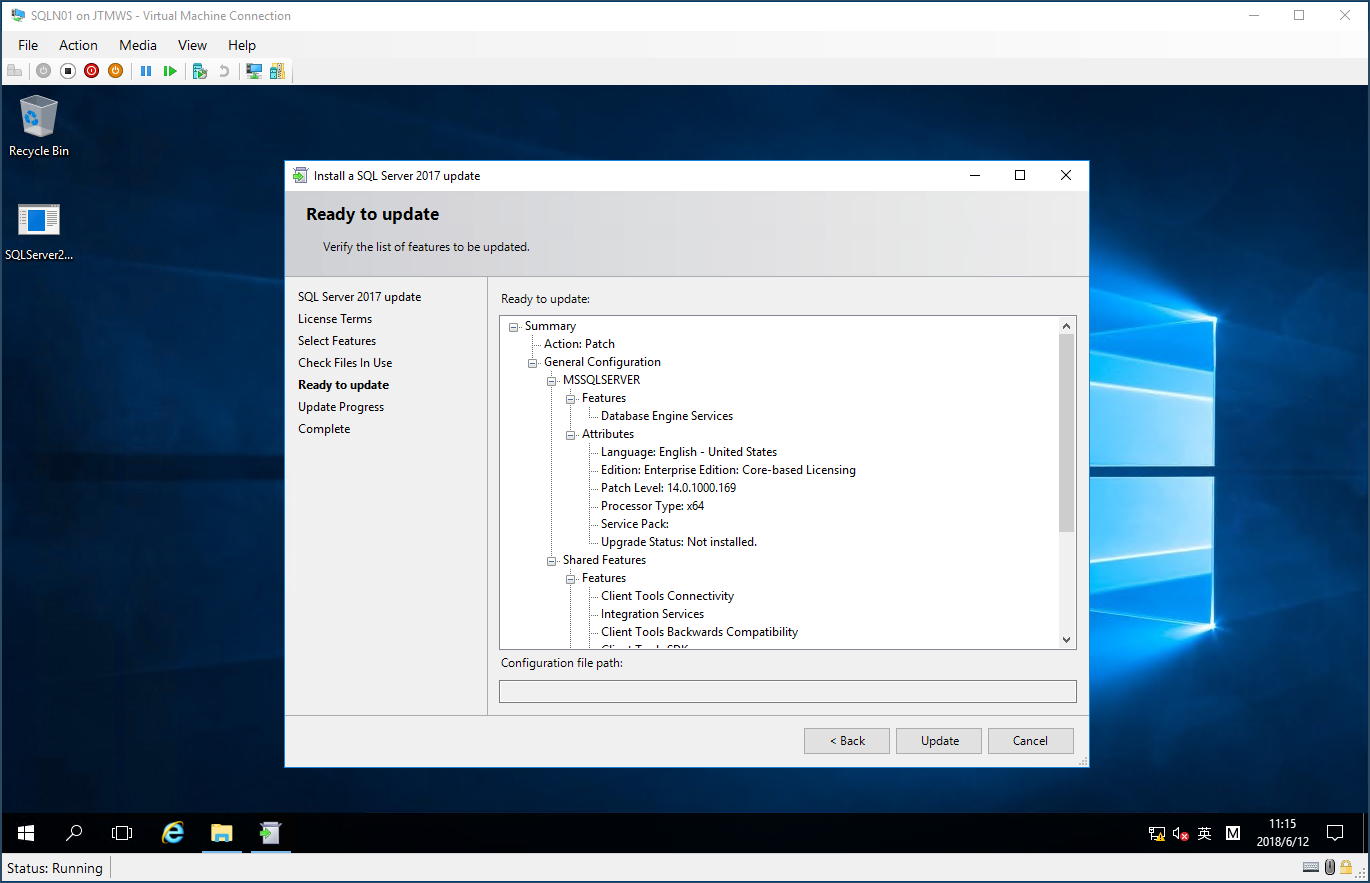 SQLN01 on JTMWS - Virtual Machine Connection
File Action Media View Help
Recycle Bin
SQLServer2...
Install a SQL Server 2017 update
Ready to update
Verify the list of features to be updated.
SQL Server 2017 update
License Terms
Select Features
Check Files In Use
Ready to update
Update Progress
Complete
Ready to update:
Summary
Action: Patch
General Configuration
MSSQLSERVER
Features
Database Engine Services
Attributes
Language: English - United States
Edition: Enterprise Edition: Core-based Licensing
Patch Level: 14.0.1000.169
Processor Type: x64
Service Pack:
Upgrade Status: Not installed.
Shared Features
Features
Client Tools Connectivity
Integration Services
Client Tools Backwards Compatibility
Client Tools SDK
Configuration file path:
< Back Update Cancel
英 M 11:15
2018/6/12
Status: Running